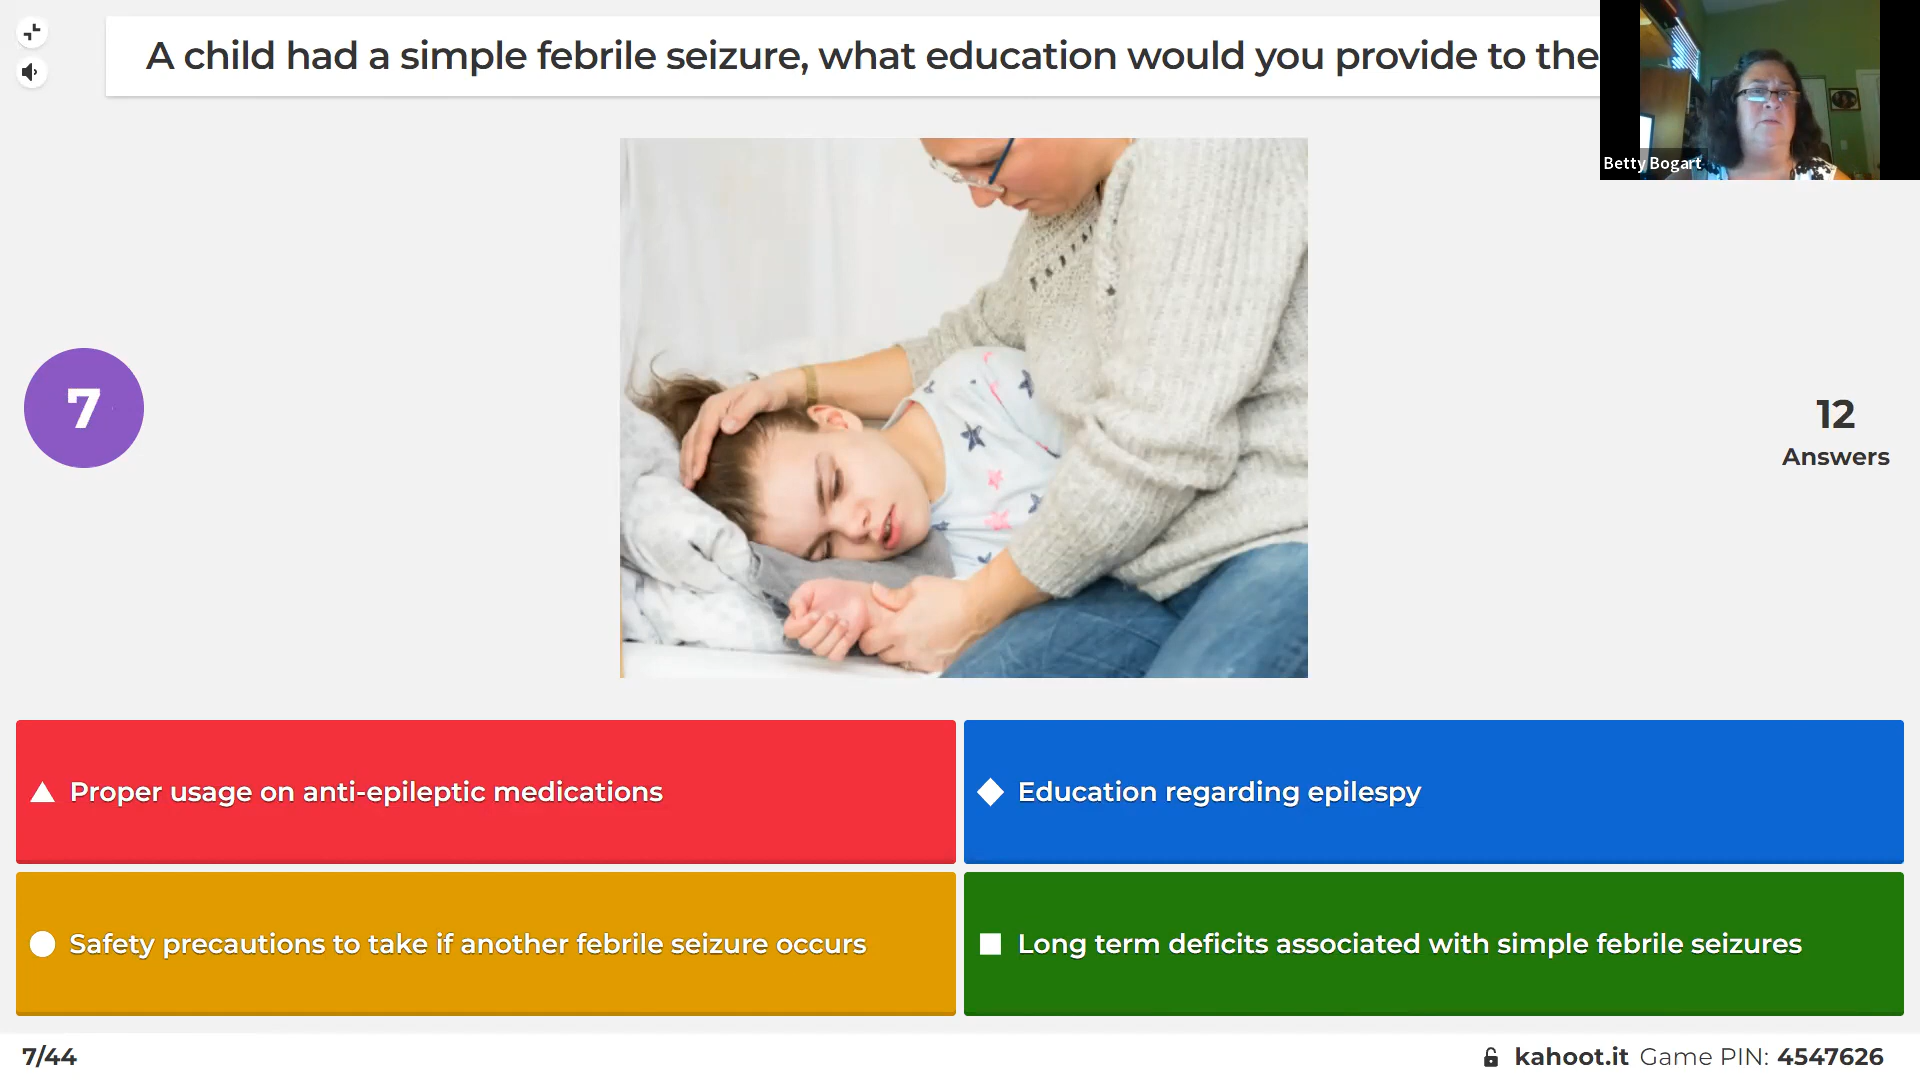 A child had a simple febrile seizure, what education would you provide to the
Betty Bogart
7
12
Answers
Proper usage on anti-epileptic medications
Education regarding epilespy
Safety precautions to take if another febrile seizure occurs
Long term deficits associated with simple febrile seizures
7/44
kahoot.it Game PIN: 4547626